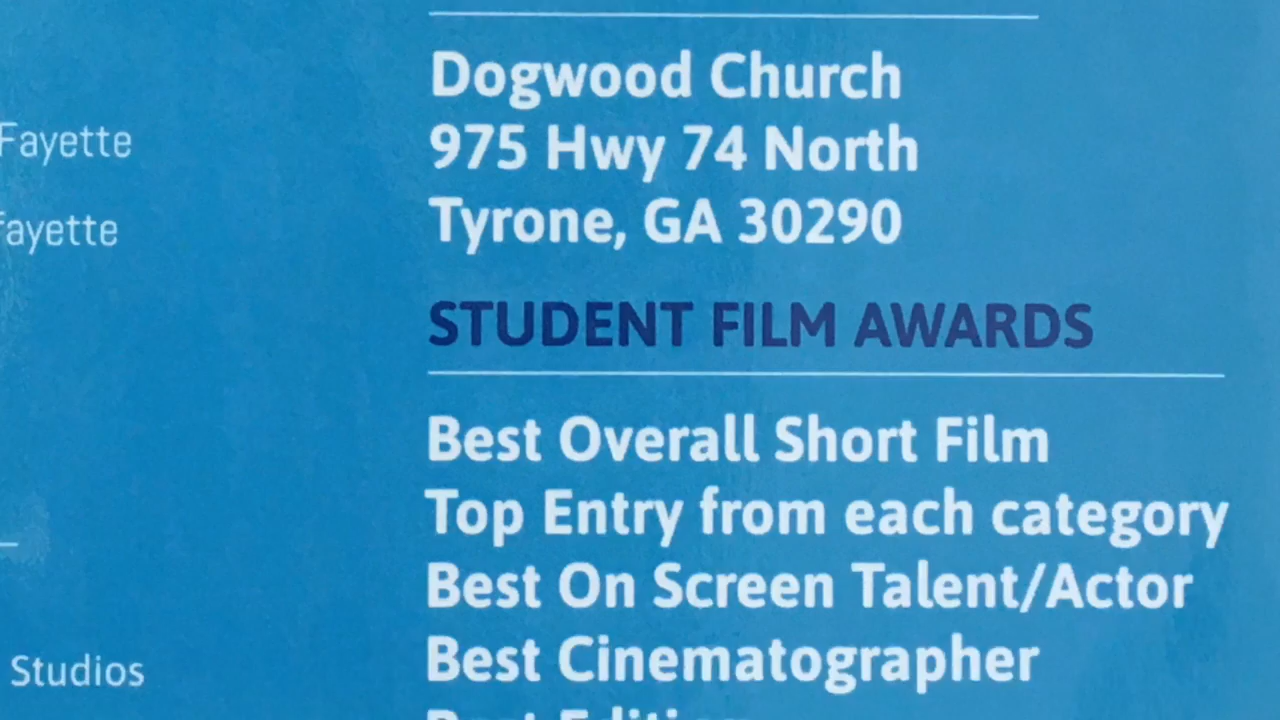 Fayette
fayette
Studios
Dogwood Church
975 Hwy 74 North
Tyrone, GA 30290
STUDENT FILM AWARDS
Best Overall Short Film
Top Entry from each category
Best On Screen Talent/Actor
Best Cinematographer